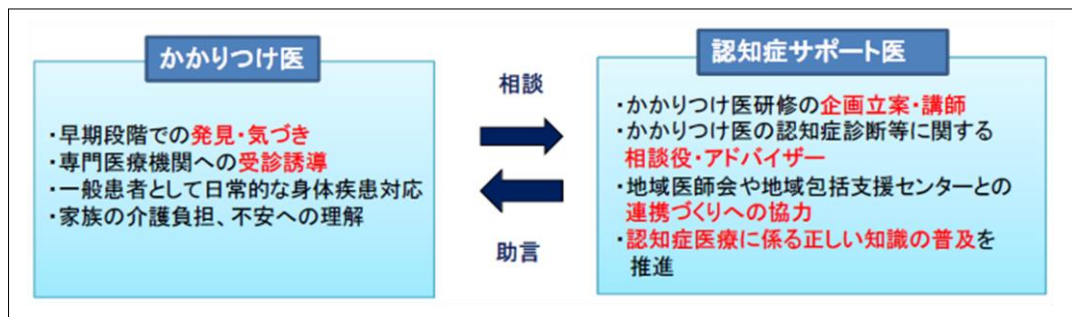 かかりつけ医
・早期段階での発見・気づき
・専門医療機関への受診誘導
・一般患者として日常的な身体疾患対応
・家族の介護負担、不安への理解
相談
助言
認知症サポート医
・かかりつけ医研修の企画立案・講師
・かかりつけ医の認知症診断等に関する
相談役・アドバイザー
・地域医師会や地域包括支援センターとの
連携づくりへの協力
・認知症医療に係る正しい知識の普及を
推進